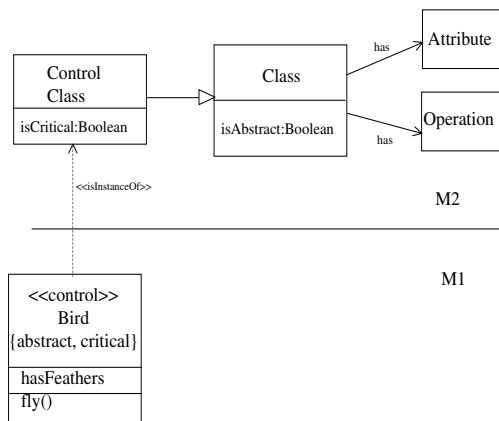 Attribute
has
Control
Class
Class
isCritical:Boolean
isAbstract:Boolean
Operation
has
<<isInstanceOf>>
M2
M1
<<control>>
Bird
{abstract, critical}
hasFeathers
fly()